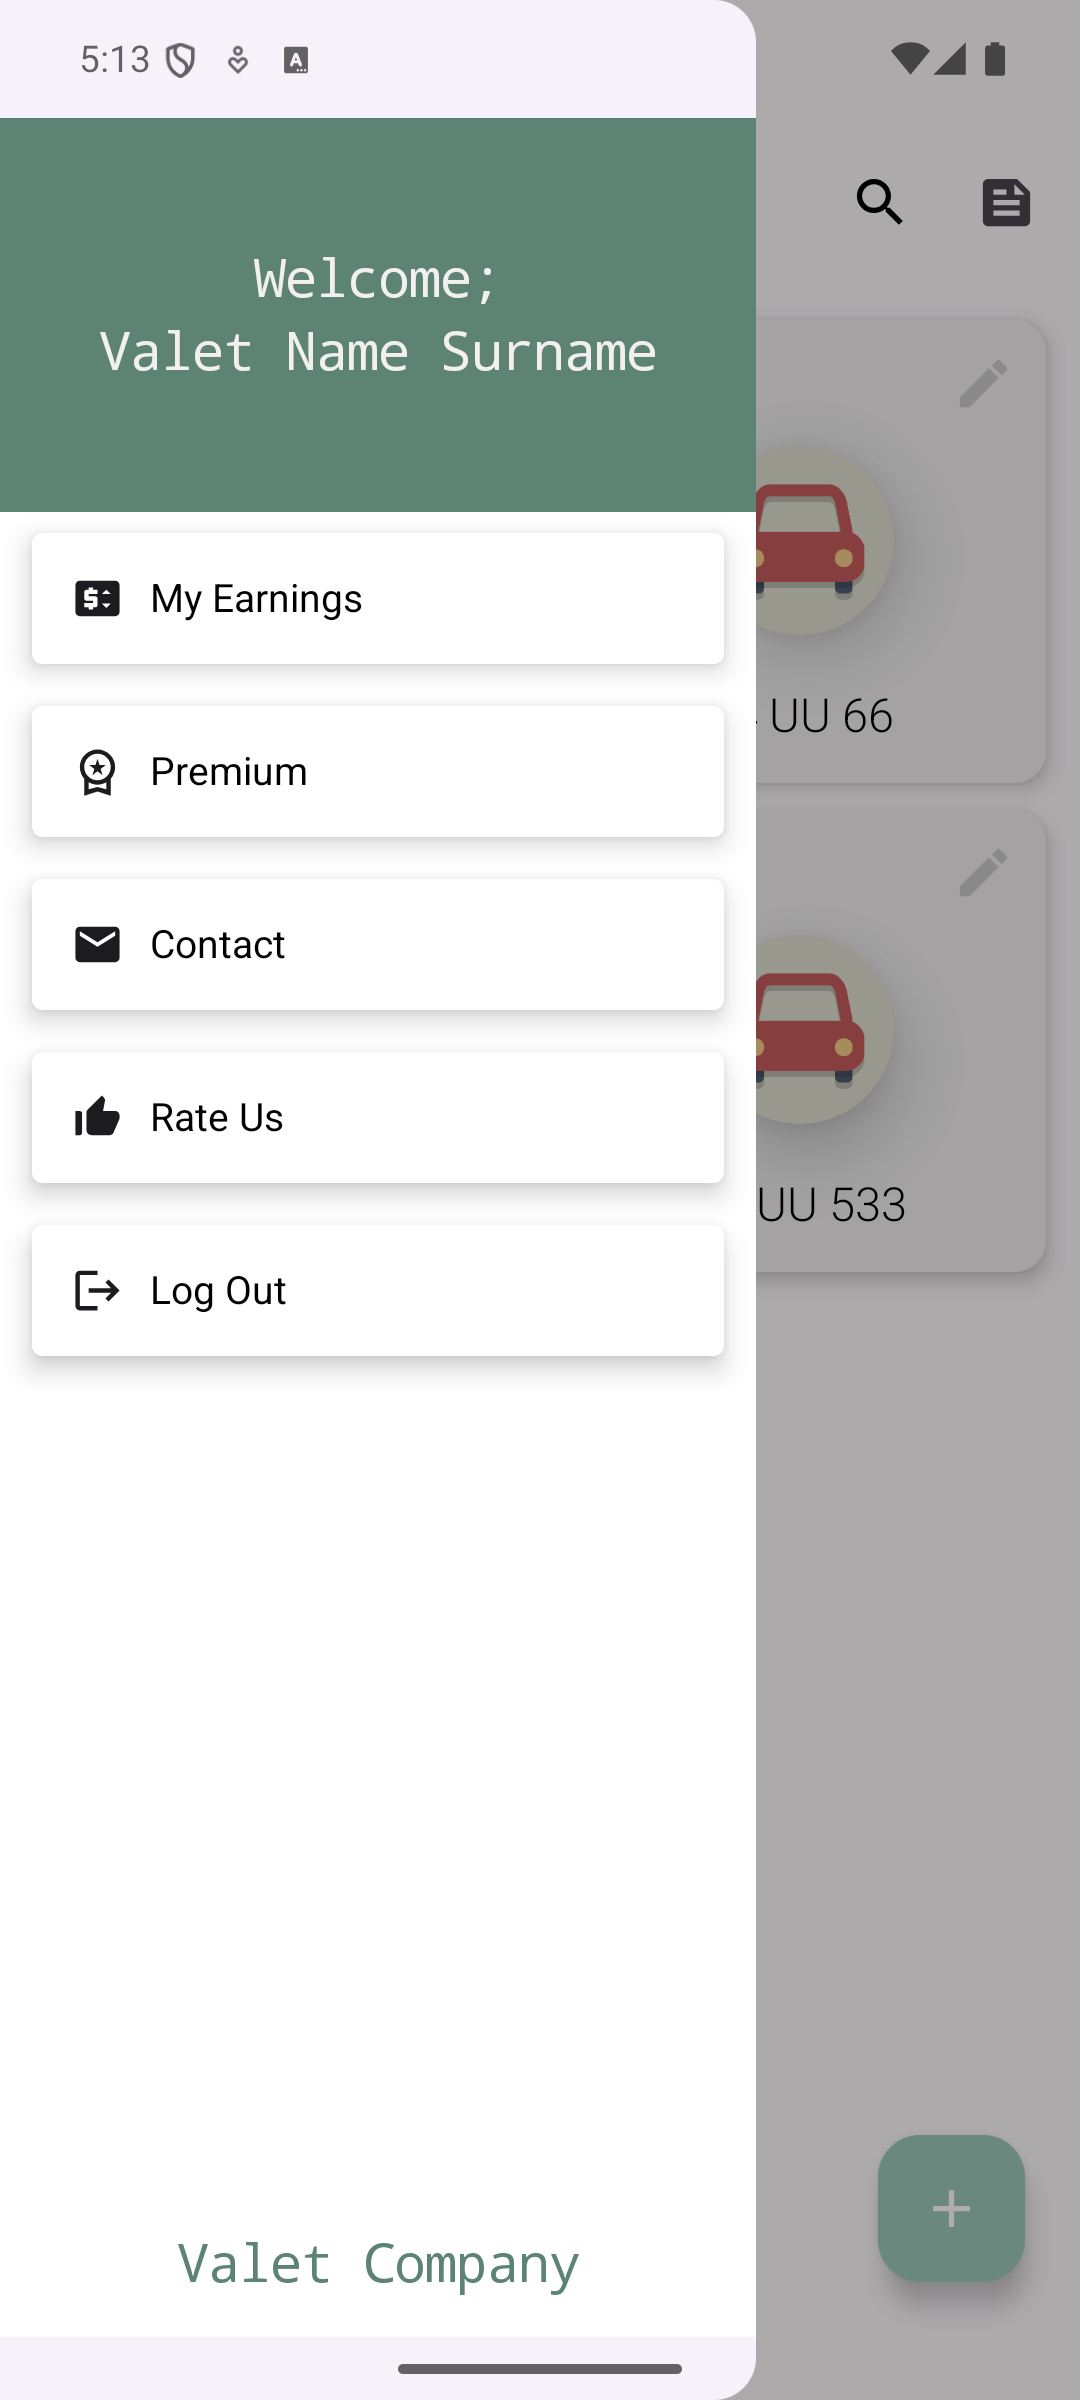 5:13
Welcome;
Valet Name Surname
My Earnings
Premium
Contact
Rate Us
Log Out
UU 66
UU 533
Valet Company